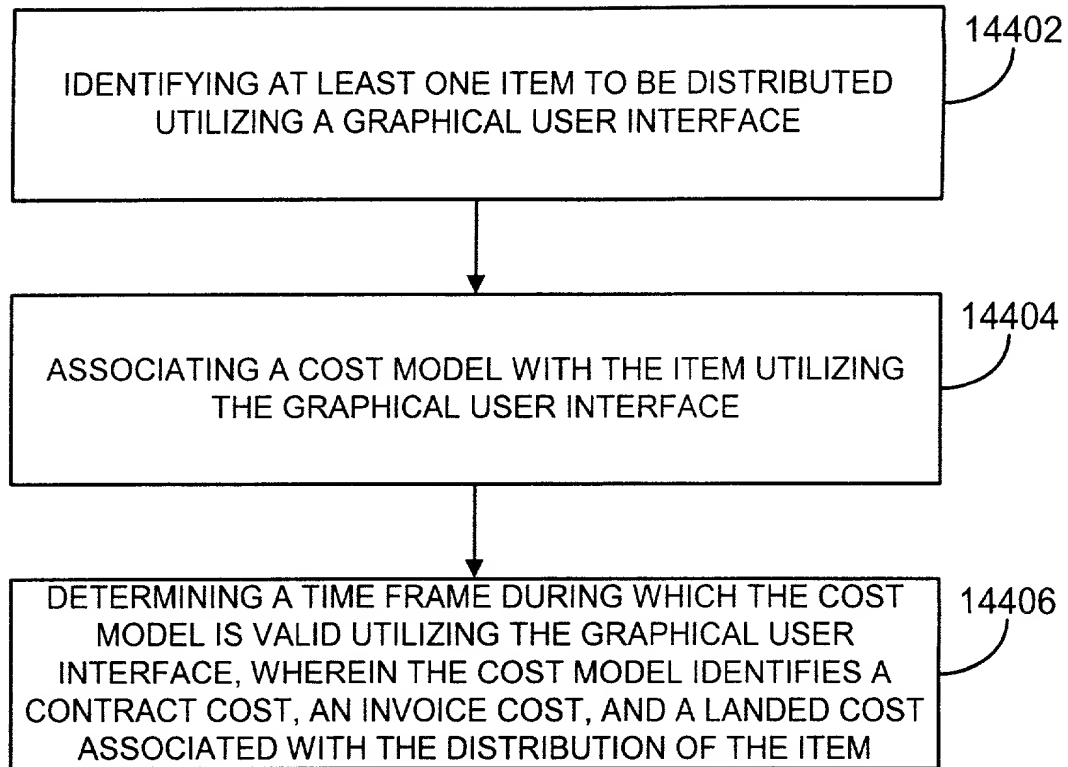 14402
IDENTIFYING AT LEAST ONE ITEM TO BE DISTRIBUTED
UTILIZING A GRAPHICAL USER INTERFACE
14404
ASSOCIATING A COST MODEL WITH THE ITEM UTILIZING
THE GRAPHICAL USER INTERFACE
14406
DETERMINING A TIME FRAME DURING WHICH THE COST
MODEL IS VALID UTILIZING THE GRAPHICAL USER
INTERFACE, WHEREIN THE COST MODEL IDENTIFIES A
CONTRACT COST, AN INVOICE COST, AND A LANDED COST
ASSOCIATED WITH THE DISTRIBUTION OF THE ITEM